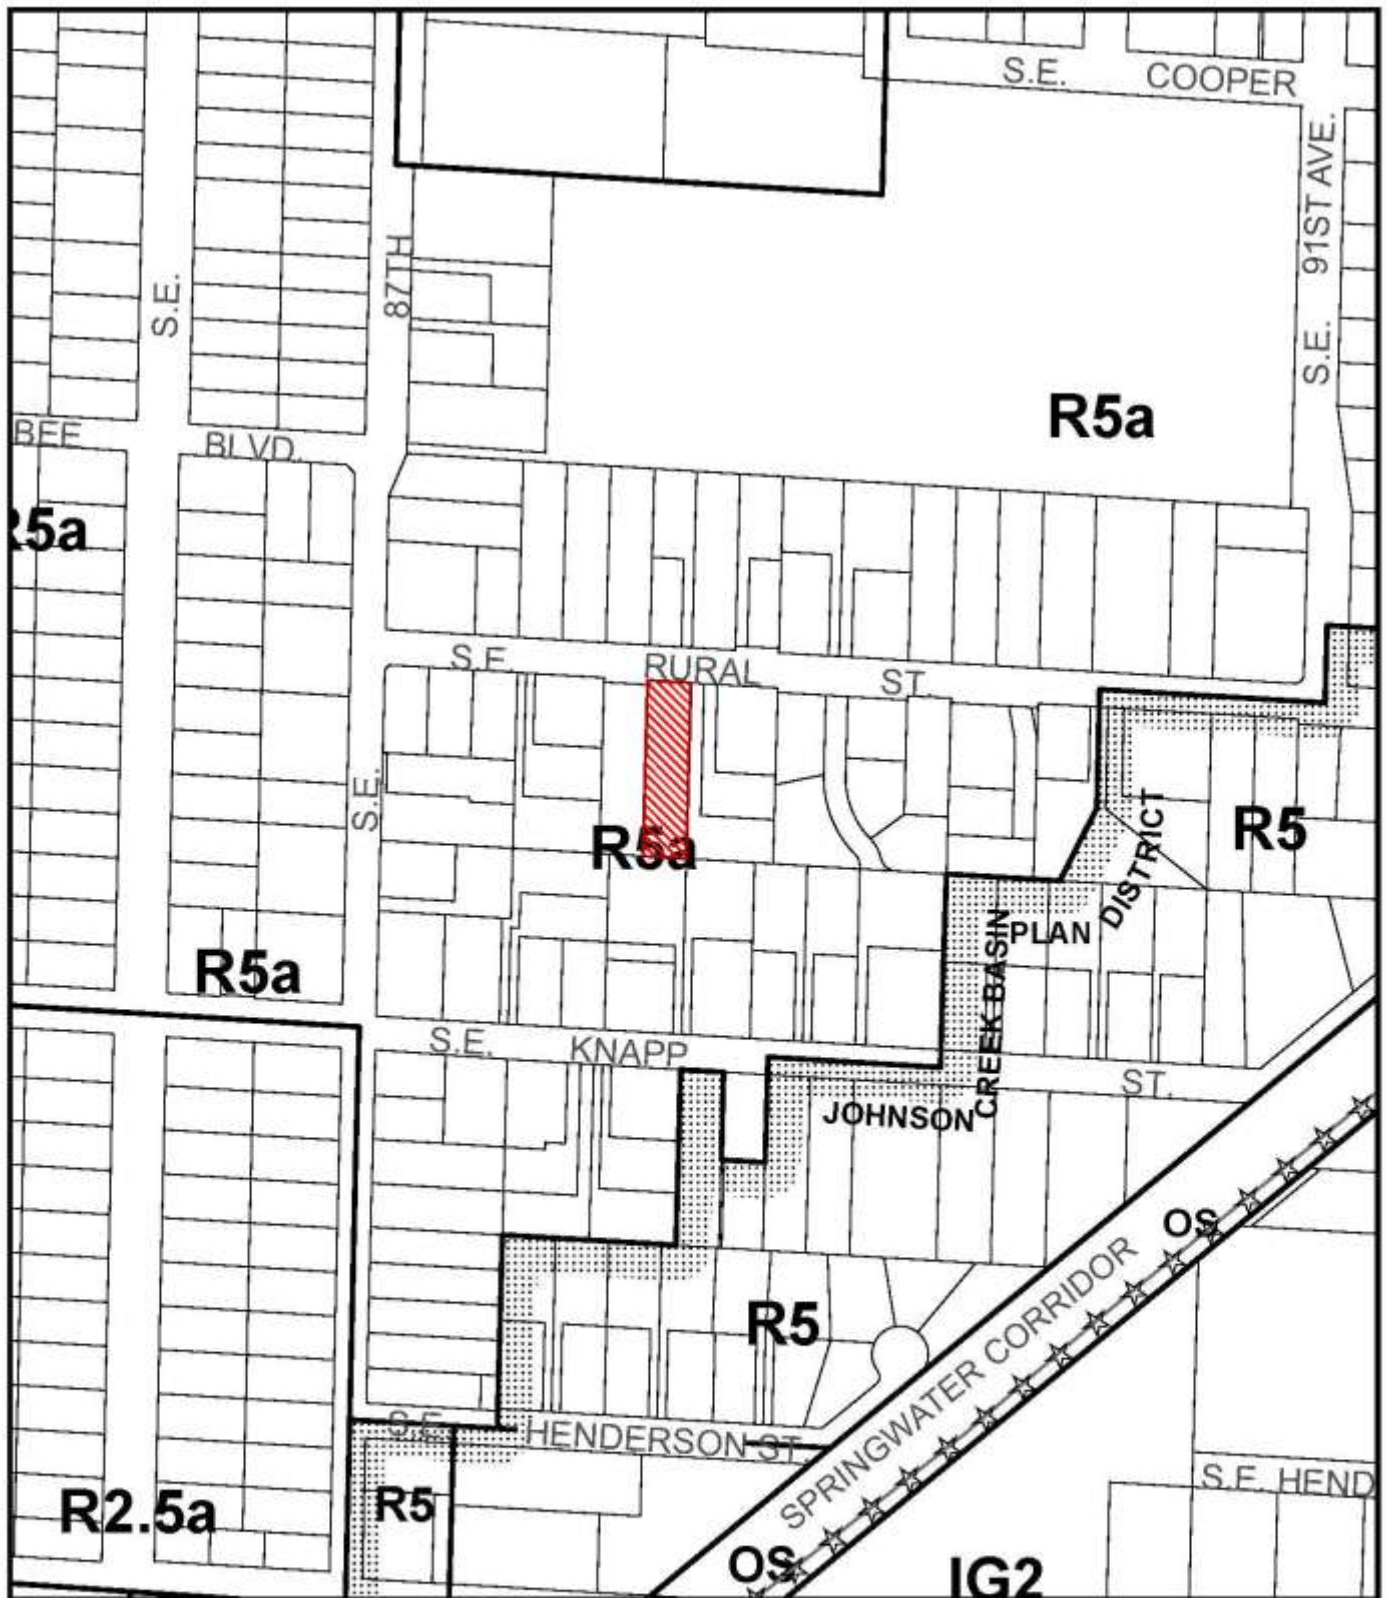 S.E. COOPER
S.E. 91ST AVE.
S.E.
87TH
R5a
BEE BLVD.
R5a
S.E. RURAL ST.
S.E.
R5a
R5
DISTRICT
PLAN
CREEK BASIN
JOHNSON
R5a
S.E. KNAPP ST.
OS
SPRINGWATER CORRIDOR
R5
S.E. HENDERSON ST.
S.E. HEND
R2.5a
R5
OS
IG2